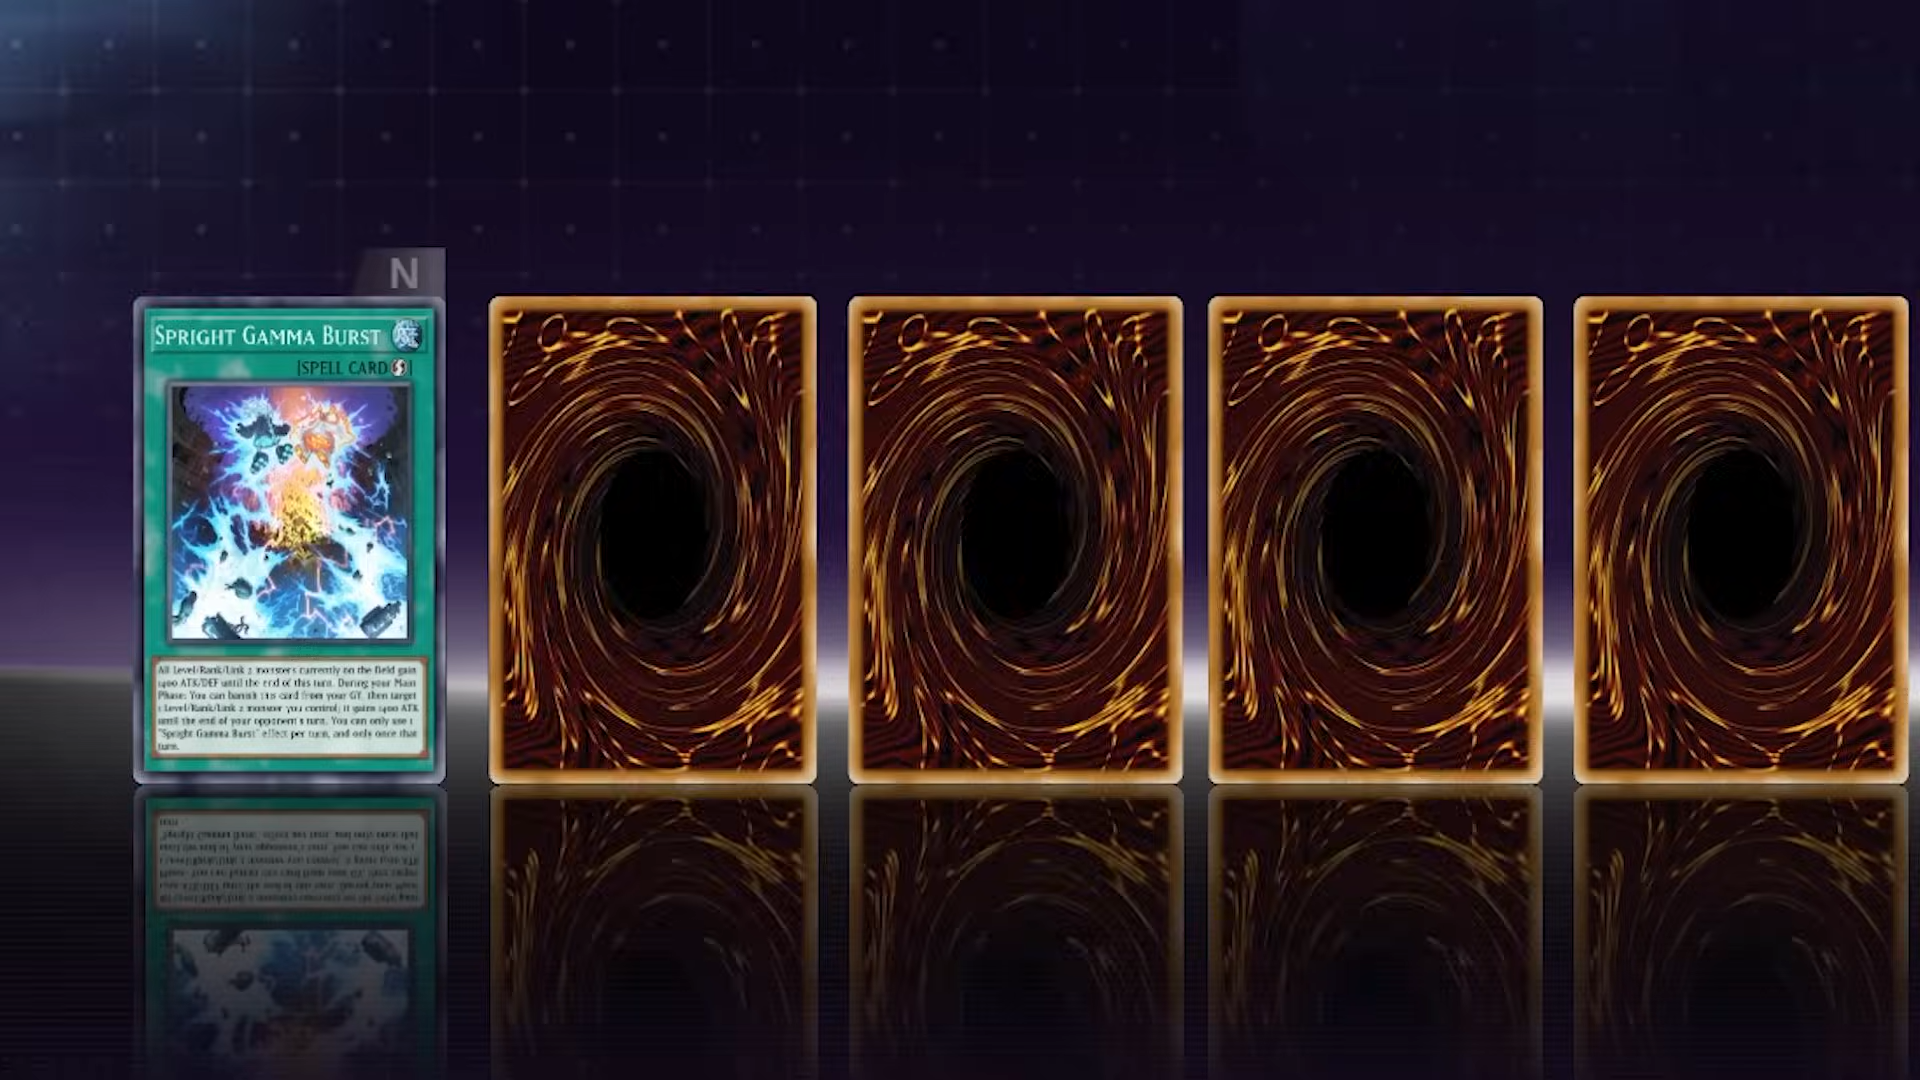 N
SPRIGHT GAMMA BURST 魔
[SPELL CARD]
All Level/Rank/Link 2 monsters currently on the field gain
1400 ATK/DEF until the end of this turn. During your Main
Phase: You can banish this card from your GY, then target
1 Level/Rank/Link 2 monster you control; it gains 1400 ATK
until the end of your opponent's turn. You can only use 1
"Spright Gamma Burst" effect per turn, and only once that
turn.